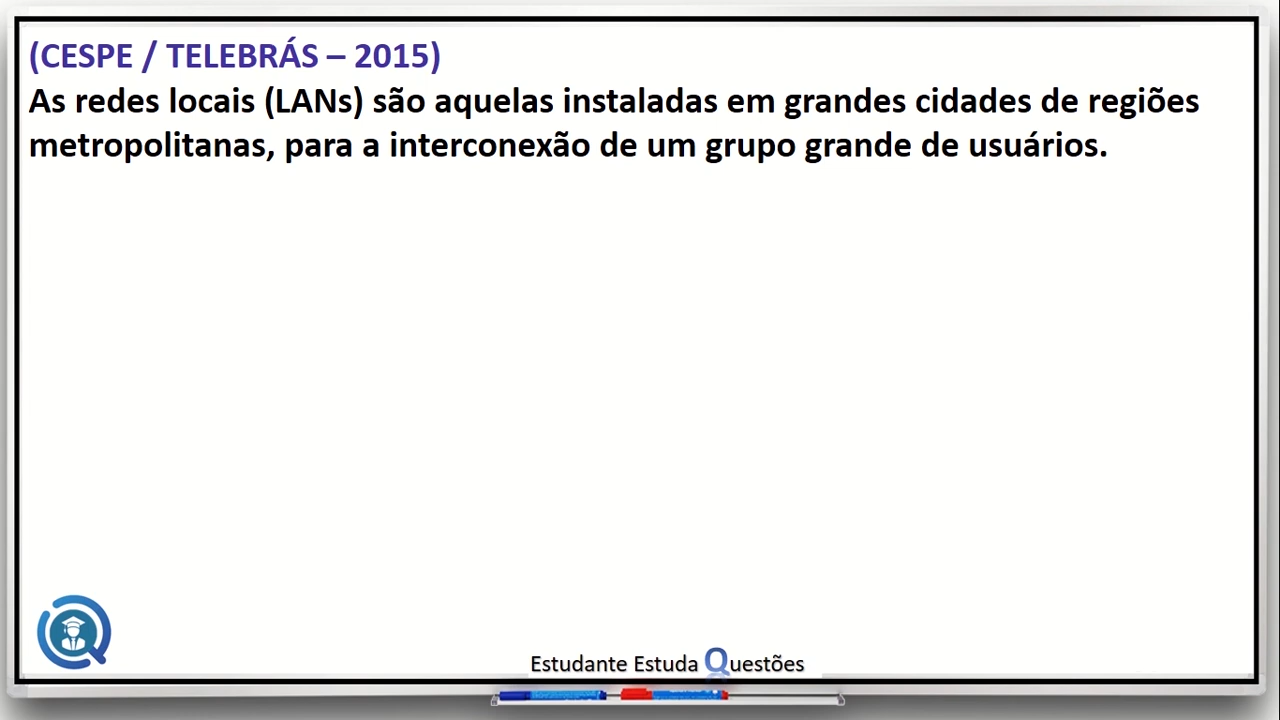 (CESPE / TELEBRÁS – 2015)
As redes locais (LANs) são aquelas instaladas em grandes cidades de regiões
metropolitanas, para a interconexão de um grupo grande de usuários.
Estudante Estuda Questões